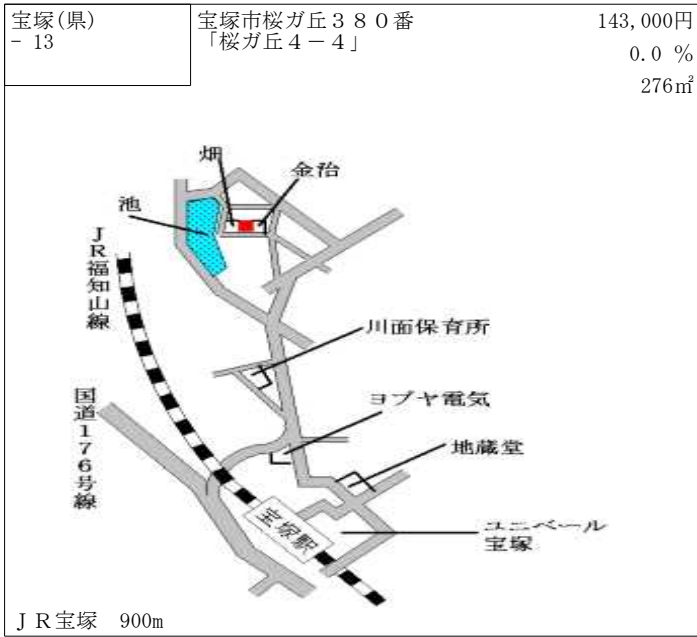 宝塚(県)
- 13
宝塚市桜ガ丘３８０番
「桜ガ丘４－４」
143,000円
0.0 %
276㎡
畑
金治
池
ＪＲ福知山線
川面保育所
国道１７６号線
ヨブヤ電気
地蔵堂
宝塚駅
ユニベール
宝塚
ＪＲ宝塚　900m